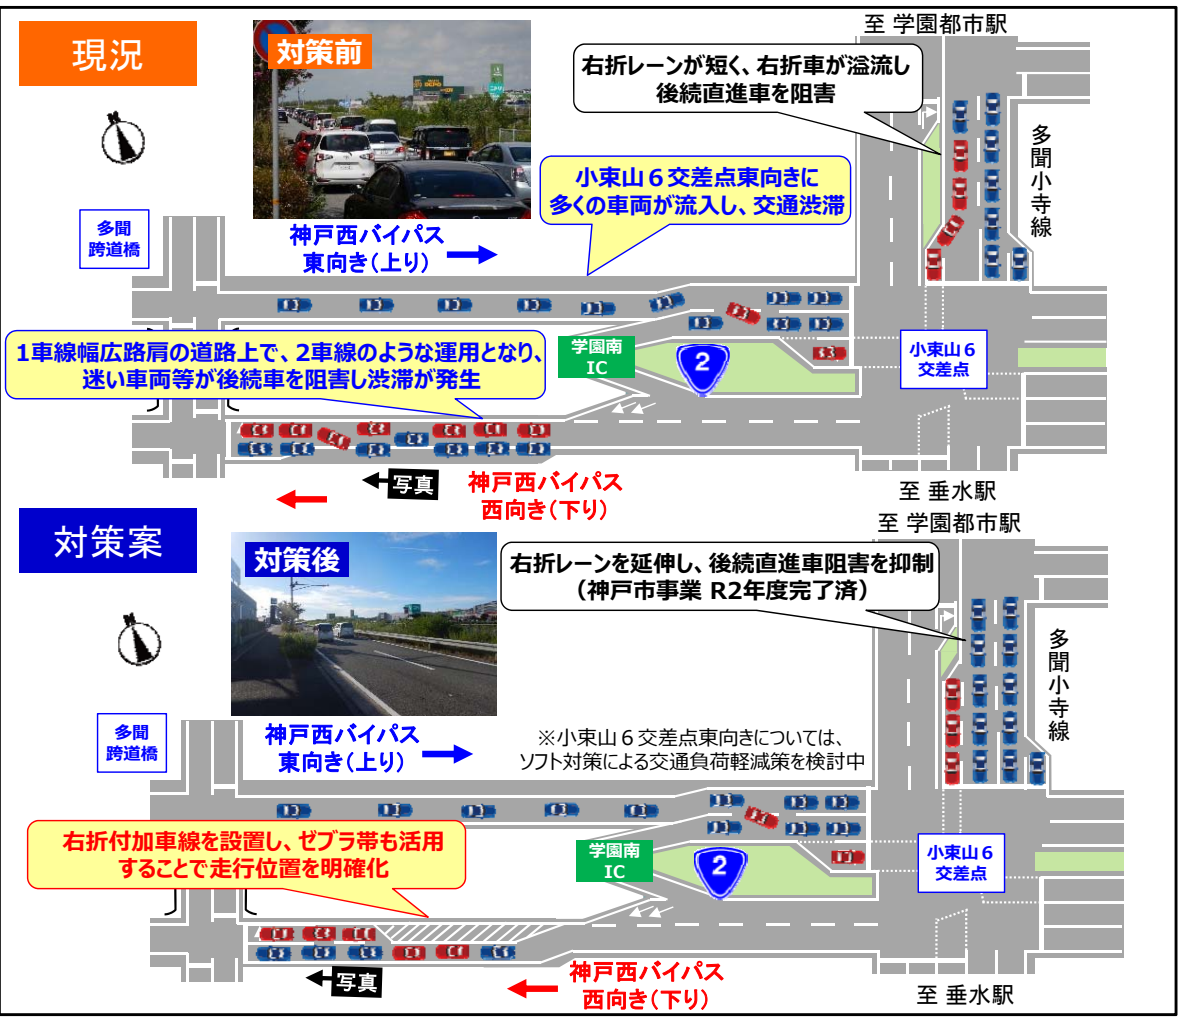 現況
対策前
至 学園都市駅
右折レーンが短く、右折車が溢流し
後続直進車を阻害
多聞小寺線
小束山６交差点東向きに
多くの車両が流入し、交通渋滞
多聞
跨道橋
神戸西バイパス
東向き（上り）
1車線幅広路肩の道路上で、2車線のような運用となり、
迷い車両等が後続車を阻害し渋滞が発生
学園南
IC
2
小束山６
交差点
写真
神戸西バイパス
西向き（下り）
至 垂水駅
対策案
対策後
至 学園都市駅
右折レーンを延伸し、後続直進車阻害を抑制
（神戸市事業 R2年度完了済）
多聞小寺線
多聞
跨道橋
神戸西バイパス
東向き（上り）
※小束山６交差点東向きについては、
ソフト対策による交通負荷軽減策を検討中
右折付加車線を設置し、ゼブラ帯も活用
することで走行位置を明確化
学園南
IC
2
小束山６
交差点
写真
神戸西バイパス
西向き（下り）
至 垂水駅